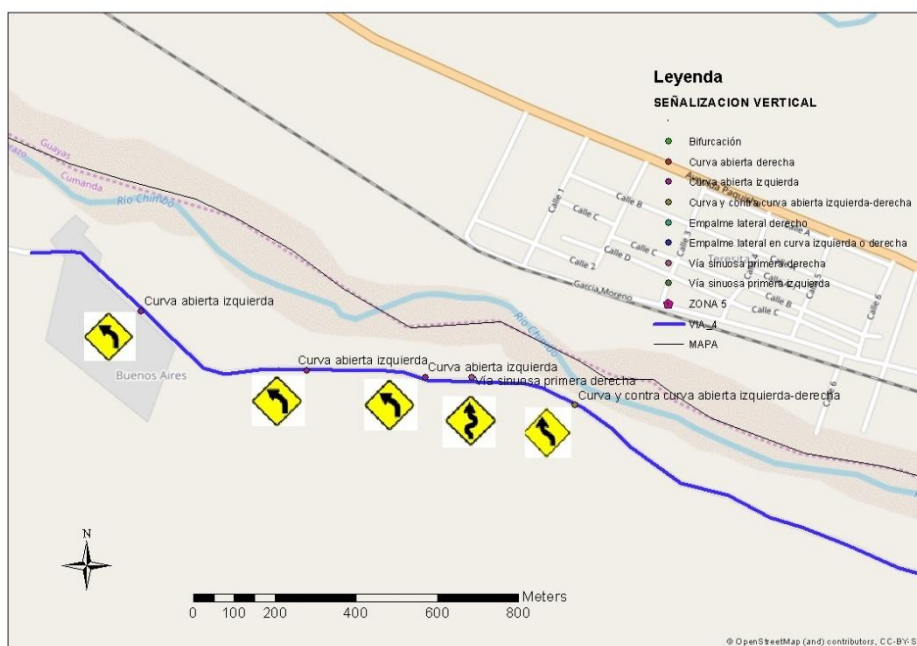 Leyenda
SEÑALIZACION VERTICAL
Bifurcación
Curva abierta derecha
Curva abierta izquierda
Curva y contra curva abierta izquierda-derecha
Empalme lateral derecho
Empalme lateral en curva izquierda o derecha
Vía sinuosa primera derecha
Vía sinuosa primera izquierda
ZONA 5
VIA_4
MAPA
Guayas
Cumanda
Río Chimbo
Calle 1
Calle B
Calle C
Calle A
Calle 3
Calle D
Calle C
Calle 2
Calle 4
Calle B
Calle C
Calle 6
García Moreno
Río Chimbo
Calle 6
Curva abierta izquierda
Buenos Aires
Curva abierta izquierda
Curva abierta izquierda
Vía sinuosa primera derecha
Curva y contra curva abierta izquierda-derecha
N
Meters
0 100 200 400 600 800
© OpenStreetMap (and) contributors, CC-BY-S